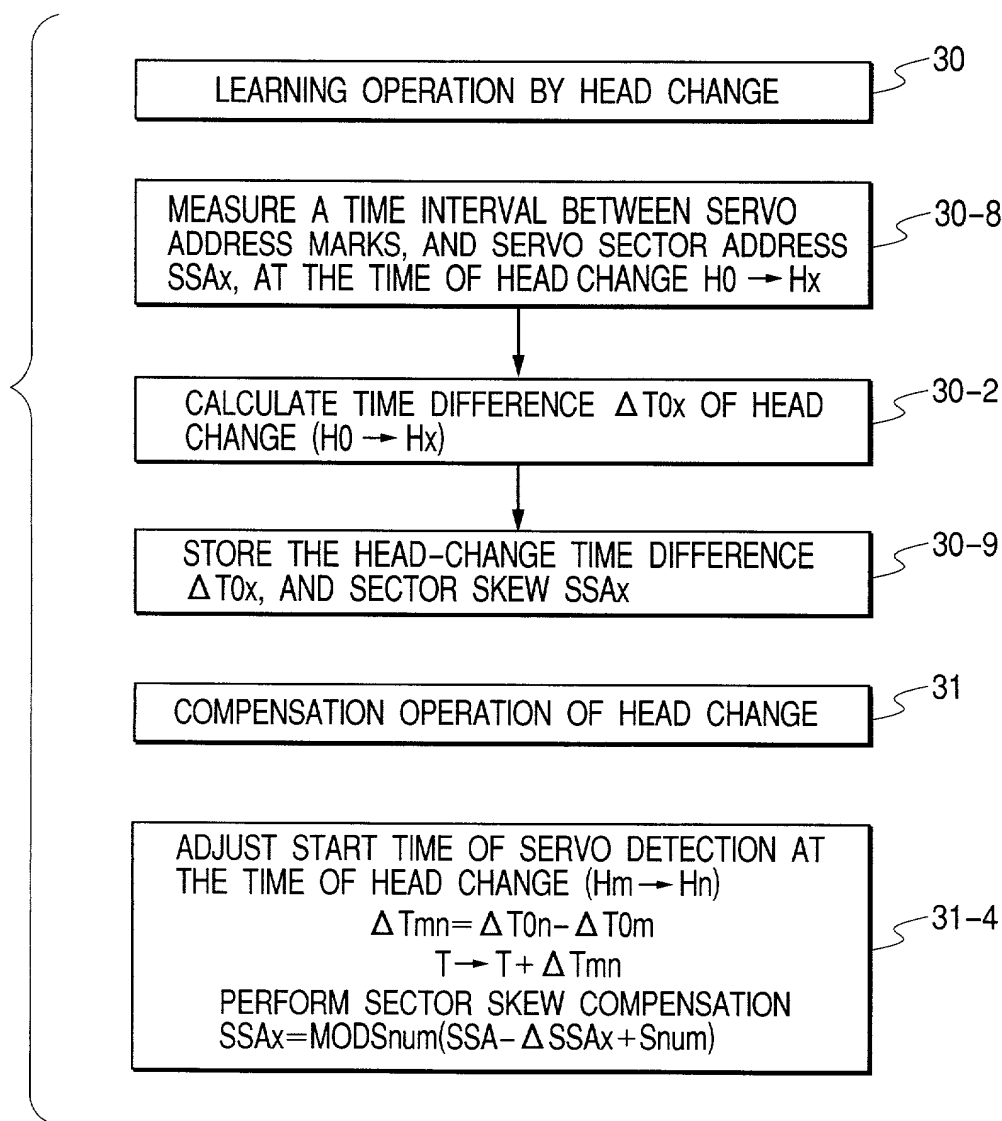 LEARNING OPERATION BY HEAD CHANGE
30
MEASURE A TIME INTERVAL BETWEEN SERVO
ADDRESS MARKS, AND SERVO SECTOR ADDRESS
SSAx, AT THE TIME OF HEAD CHANGE H0 → Hx
30-8
CALCULATE TIME DIFFERENCE ΔT0x OF HEAD
CHANGE (H0 → Hx)
30-2
STORE THE HEAD-CHANGE TIME DIFFERENCE
ΔT0x, AND SECTOR SKEW SSAx
30-9
COMPENSATION OPERATION OF HEAD CHANGE
31
ADJUST START TIME OF SERVO DETECTION AT
THE TIME OF HEAD CHANGE (Hm → Hn)
ΔTmn= ΔT0n- ΔT0m
T → T+ ΔTmn
PERFORM SECTOR SKEW COMPENSATION
SSAx=MODSnum(SSA- ΔSSAx+Snum)
31-4